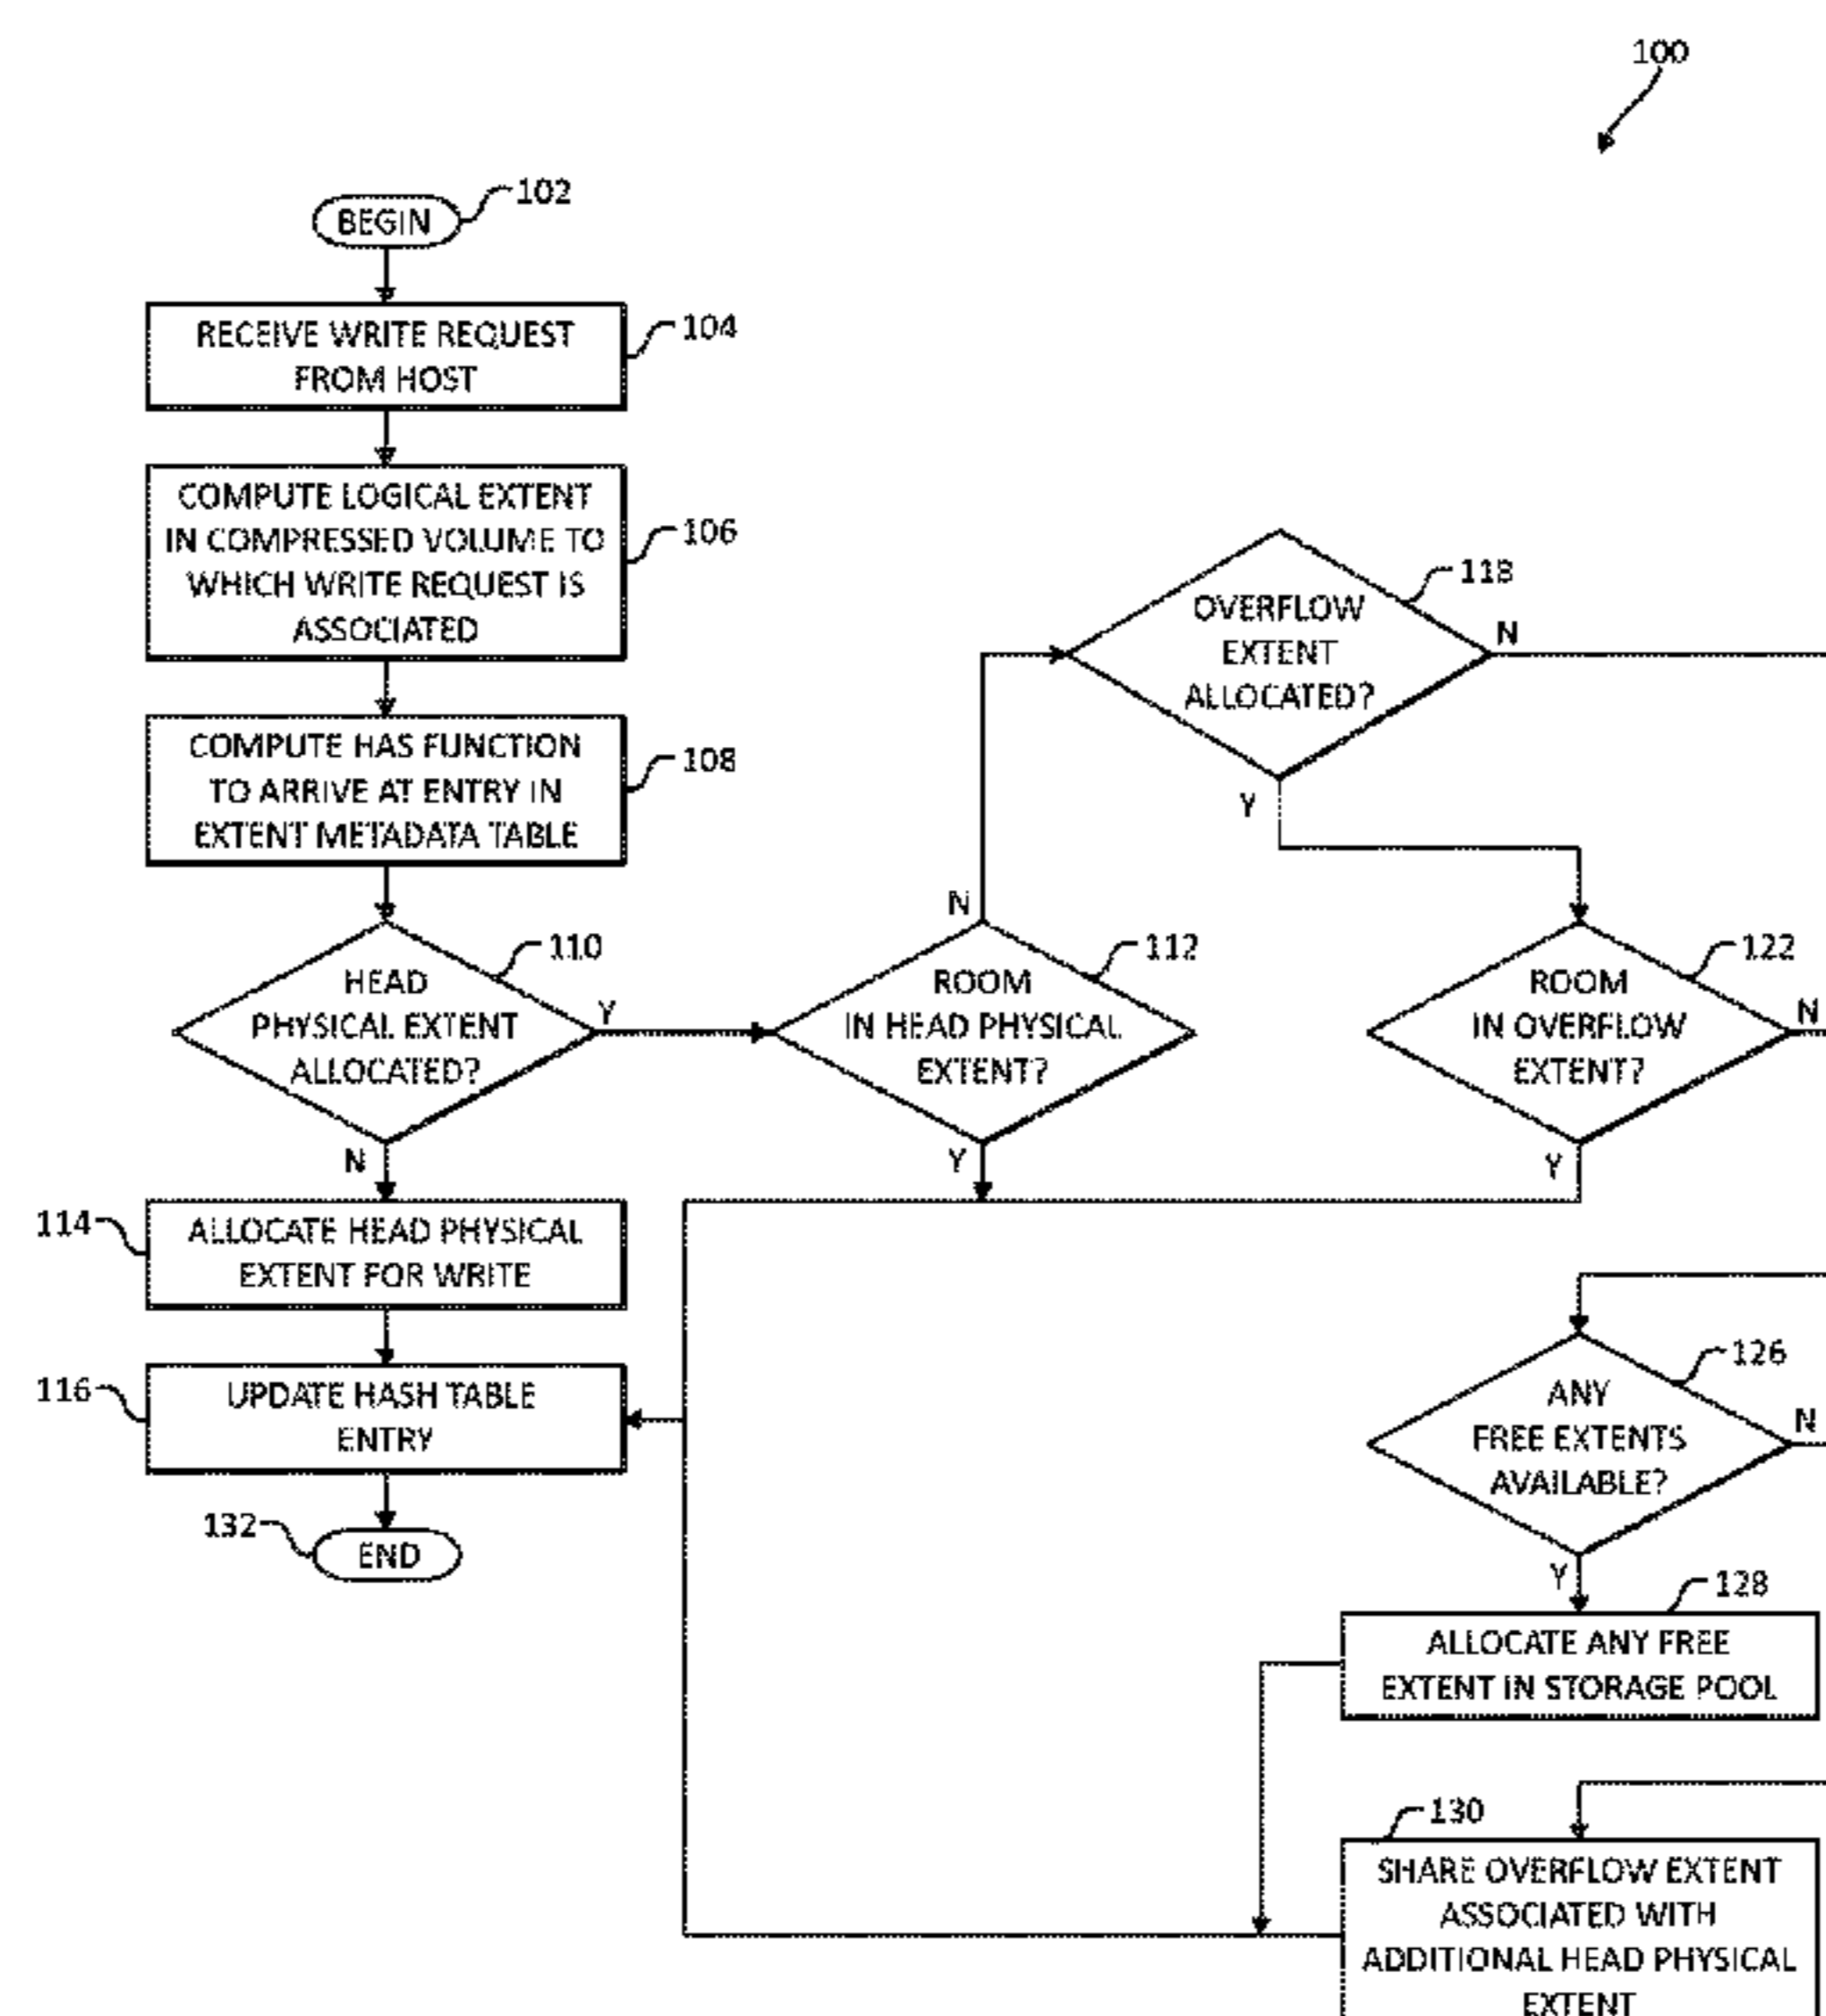 100
BEGIN
102
RECEIVE WRITE REQUEST
FROM HOST
104
COMPUTE LOGICAL EXTENT
IN COMPRESSED VOLUME TO
WHICH WRITE REQUEST IS
ASSOCIATED
106
COMPUTE HAS FUNCTION
TO ARRIVE AT ENTRY IN
EXTENT METADATA TABLE
108
HEAD
PHYSICAL EXTENT
ALLOCATED?
110
Y
N
ROOM
IN HEAD PHYSICAL
EXTENT?
112
N
Y
114
ALLOCATE HEAD PHYSICAL
EXTENT FOR WRITE
116
UPDATE HASH TABLE
ENTRY
132
END
OVERFLOW
EXTENT
ALLOCATED?
118
N
Y
ROOM
IN OVERFLOW
EXTENT?
122
N
Y
ANY
FREE EXTENTS
AVAILABLE?
126
N
Y
128
ALLOCATE ANY FREE
EXTENT IN STORAGE POOL
130
SHARE OVERFLOW EXTENT
ASSOCIATED WITH
ADDITIONAL HEAD PHYSICAL
EXTENT